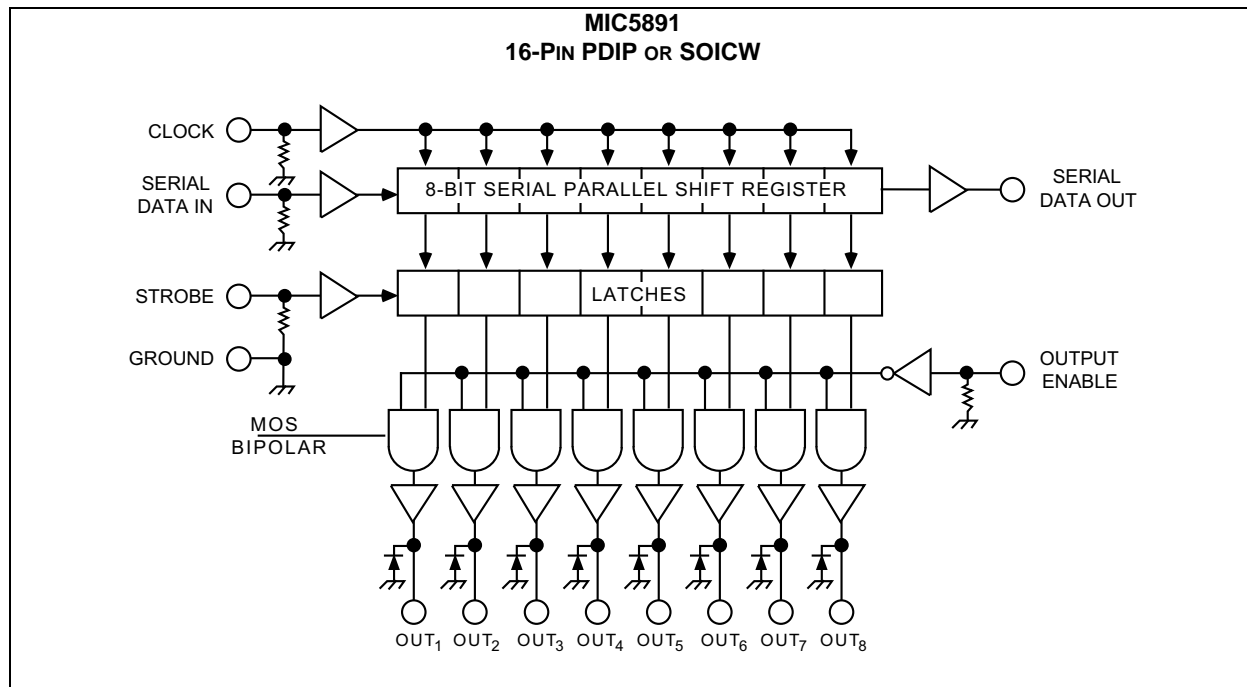 MIC5891
16-PIN PDIP OR SOICW
CLOCK
SERIAL
DATA IN
8-BIT SERIAL PARALLEL SHIFT REGISTER
SERIAL
DATA OUT
STROBE
LATCHES
GROUND
OUTPUT
ENABLE
MOS
BIPOLAR
OUT1 OUT2 OUT3 OUT4 OUT5 OUT6 OUT7 OUT8